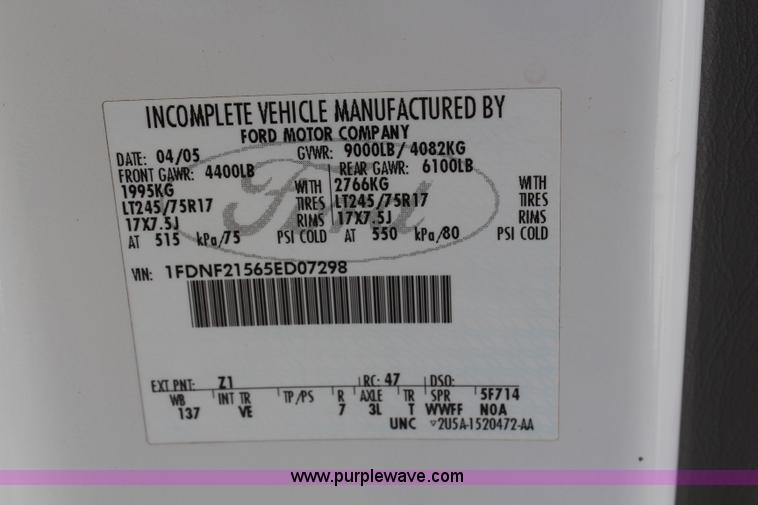 INCOMPLETE VEHICLE MANUFACTURED BY
FORD MOTOR COMPANY
DATE: 04/05 GVWR: 9000LB/ 4082KG
FRONT GAWR: 4400LB REAR GAWR: 6100LB
1995KG WITH 2766KG WITH
LT245/75R17 TIRES LT245/75R17 TIRES
17X7.5J RIMS 17X7.5J RIMS
AT 515 kPa/75 PSI COLD AT 550 kPa/80 PSI COLD
Ford
VIN: 1FDNF21565ED07298
EXT PNT: Z1 RC: 47 DSO:
WB INT TR TP/PS R AXLE TR SPR 5F714
137 VE 7 3L T WWFF NOA
UNC ▽2U5A-1520472-AA
www.purplewave.com